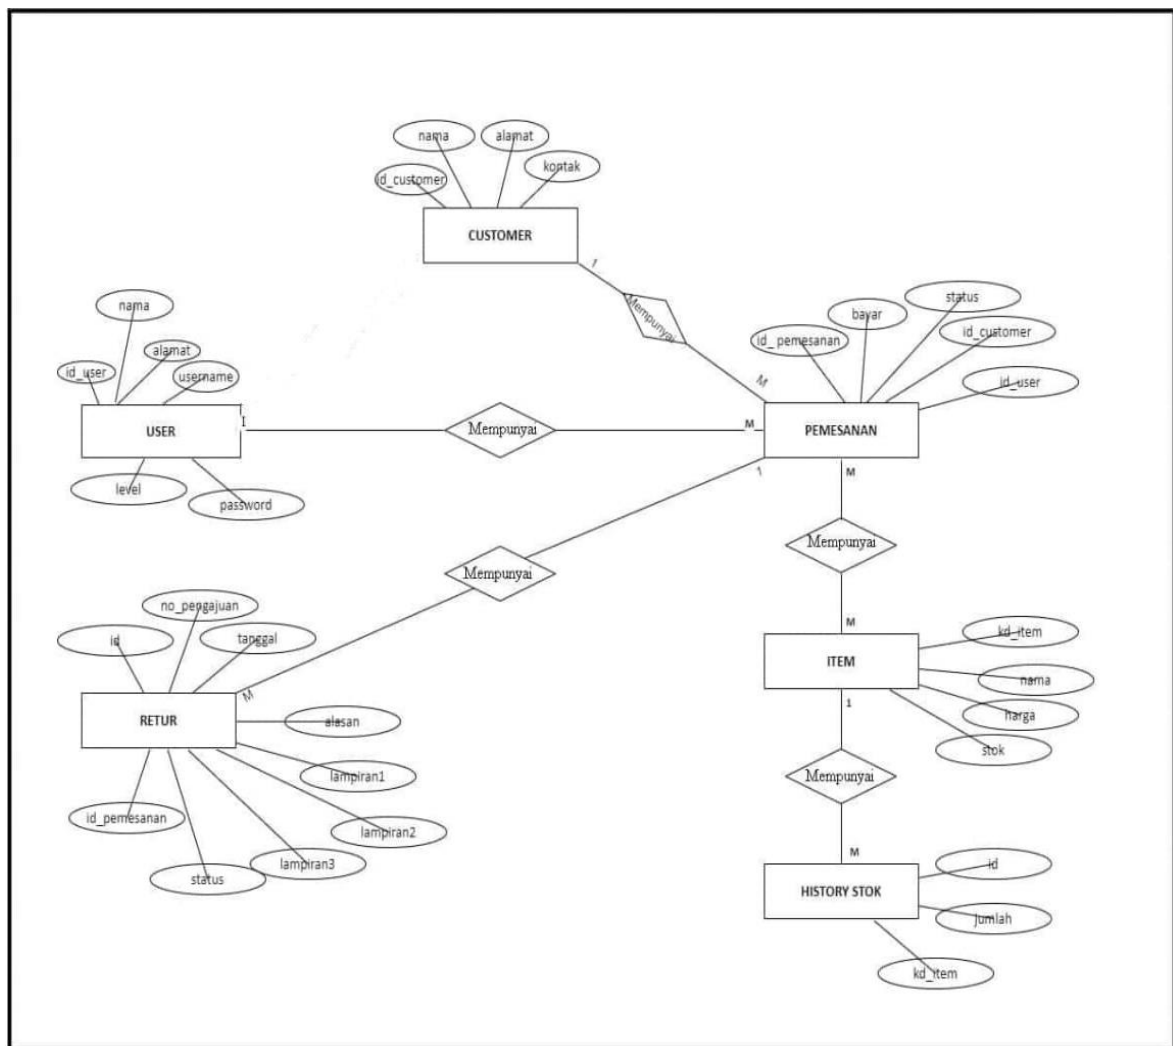 nama
alamat
kontak
id_customer
CUSTOMER
1
Mempunyai
M
nama
alamat
id_user
username
USER
level
password
1
Mempunyai
M
bayar
status
id_pemesanan
id_customer
id_user
PEMESANAN
1
Mempunyai
M
M
Mempunyai
M
no_pengajuan
id
tanggal
RETUR
alasan
lampiran1
lampiran2
lampiran3
status
id_pemesanan
kd_item
ITEM
nama
harga
stok
1
Mempunyai
M
HISTORY STOK
id
jumlah
kd_item